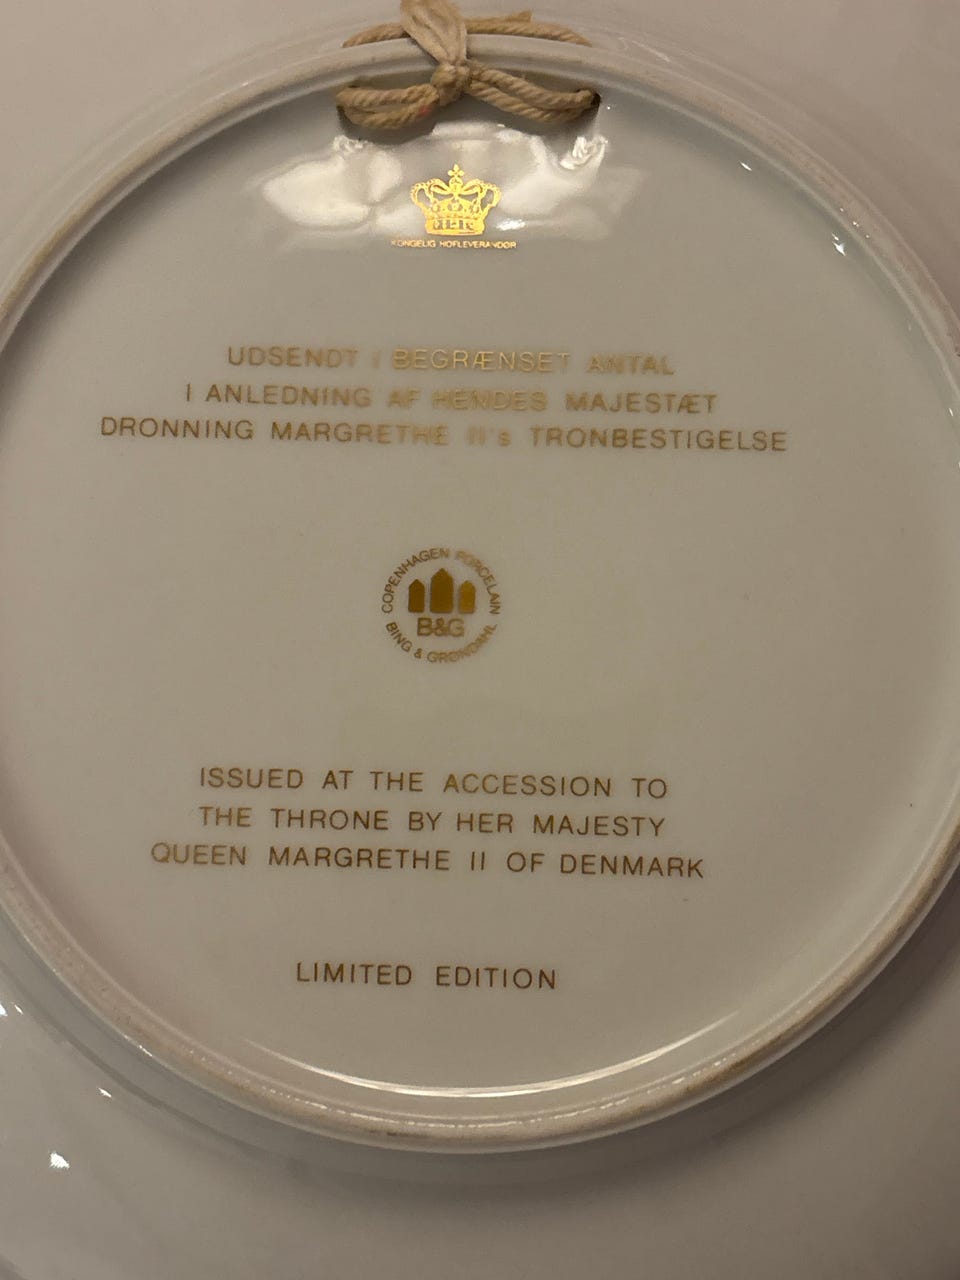 KONGELIG HOFLEVERANDØR
UDSENDT I BEGRÆNSET ANTAL
I ANLEDNING AF HENDES MAJESTÆT
DRONNING MARGRETHE II's TRONBESTIGELSE
COPENHAGEN PORCELAIN
B&G
BING & GRØNDAHL
ISSUED AT THE ACCESSION TO
THE THRONE BY HER MAJESTY
QUEEN MARGRETHE II OF DENMARK
LIMITED EDITION